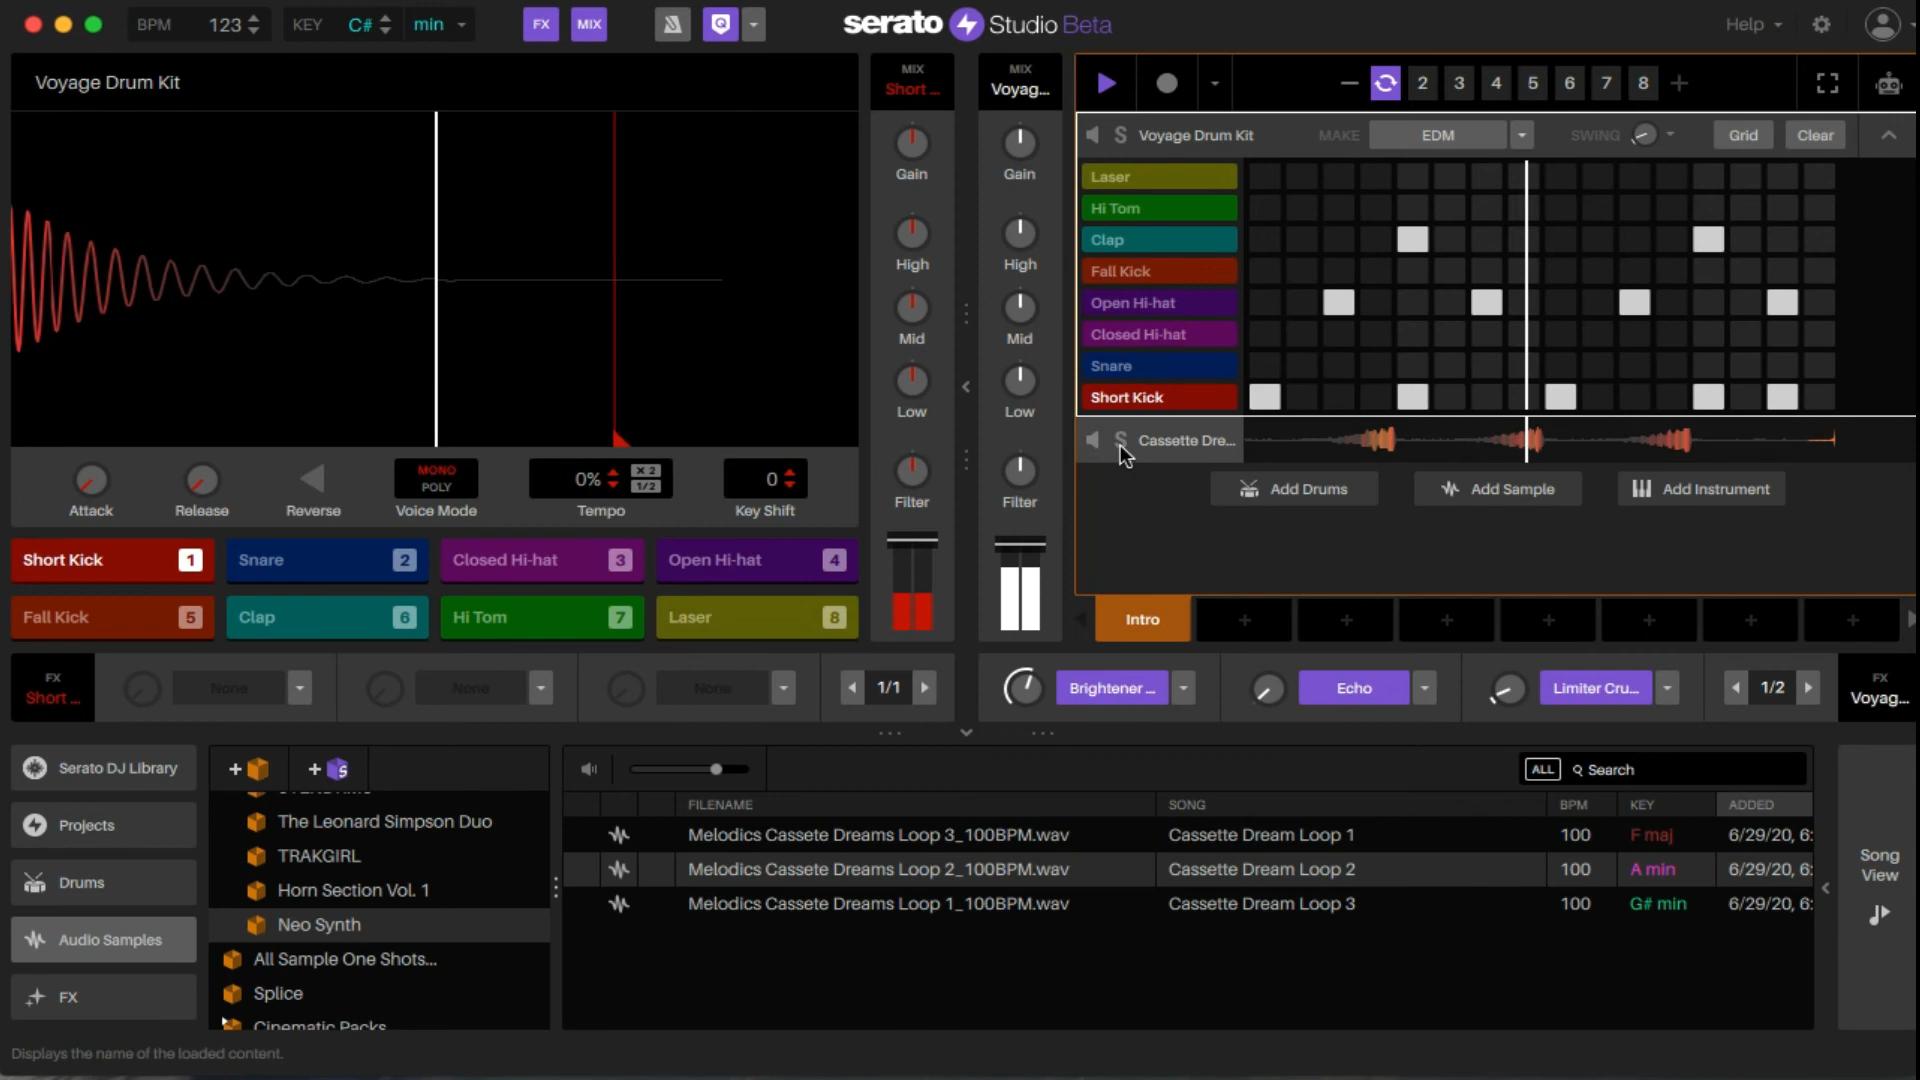 BPM 123 KEY C# min FX MIX serato Studio Beta Help
Voyage Drum Kit
MIX
Short ...
MIX
Voyag...
2 3 4 5 6 7 8
S Voyage Drum Kit MAKE EDM SWING Grid Clear
Laser
Hi Tom
Clap
Fall Kick
Open Hi-hat
Closed Hi-hat
Snare
Short Kick
S Cassette Dre...
Add Drums Add Sample Add Instrument
Gain Gain
High High
Mid Mid
Low Low
Filter Filter
MONO
POLY
0% X 2
1/2
0
Attack Release Reverse Voice Mode Tempo Key Shift
Short Kick 1 Snare 2 Closed Hi-hat 3 Open Hi-hat 4
Fall Kick 5 Clap 6 Hi Tom 7 Laser 8
Intro + + + + + + +
FX
Short ...
None None None 1/1
Brightener ... Echo Limiter Cru... 1/2
FX
Voyag...
Serato DJ Library
Projects
Drums
Audio Samples
FX
+ + S
The Leonard Simpson Duo
TRAKGIRL
Horn Section Vol. 1
Neo Synth
All Sample One Shots...
Splice
Cinematic Packs
ALL Search
FILENAME SONG BPM KEY ADDED
Melodics Cassete Dreams Loop 3_100BPM.wav Cassette Dream Loop 1 100 F maj 6/29/20, 6:
Melodics Cassete Dreams Loop 2_100BPM.wav Cassette Dream Loop 2 100 A min 6/29/20, 6:
Melodics Cassete Dreams Loop 1_100BPM.wav Cassette Dream Loop 3 100 G# min 6/29/20, 6:
Song
View
Displays the name of the loaded content.